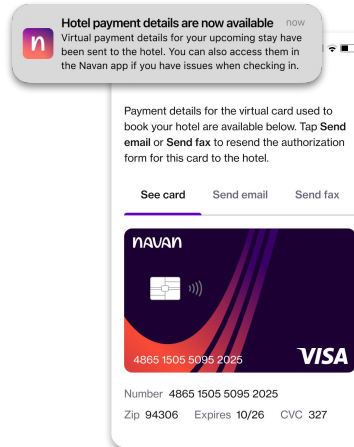 Hotel payment details are now available now
Virtual payment details for your upcoming stay have
been sent to the hotel. You can also access them in
the Navan app if you have issues when checking in.
n
Payment details for the virtual card used to
book your hotel are available below. Tap Send
email or Send fax to resend the authorization
form for this card to the hotel.
See card Send email Send fax
navan
4865 1505 5095 2025
VISA
Number 4865 1505 5095 2025
Zip 94306 Expires 10/26 CVC 327